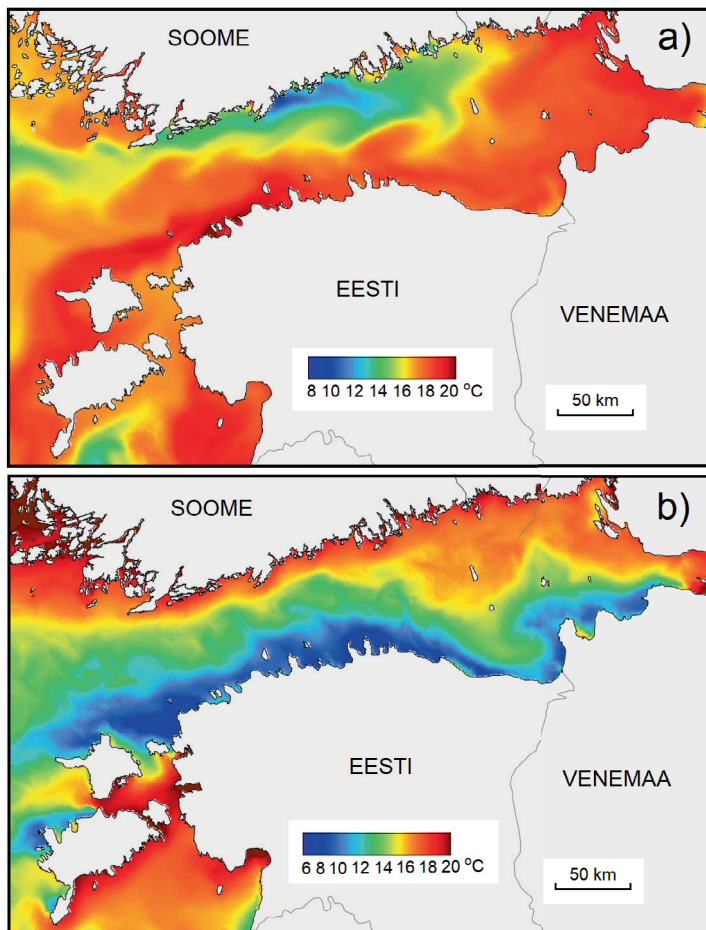 SOOME
a)
EESTI
VENEMAA
8 10 12 14 16 18 20 °C
50 km
SOOME
b)
EESTI
VENEMAA
6 8 10 12 14 16 18 20 °C
50 km